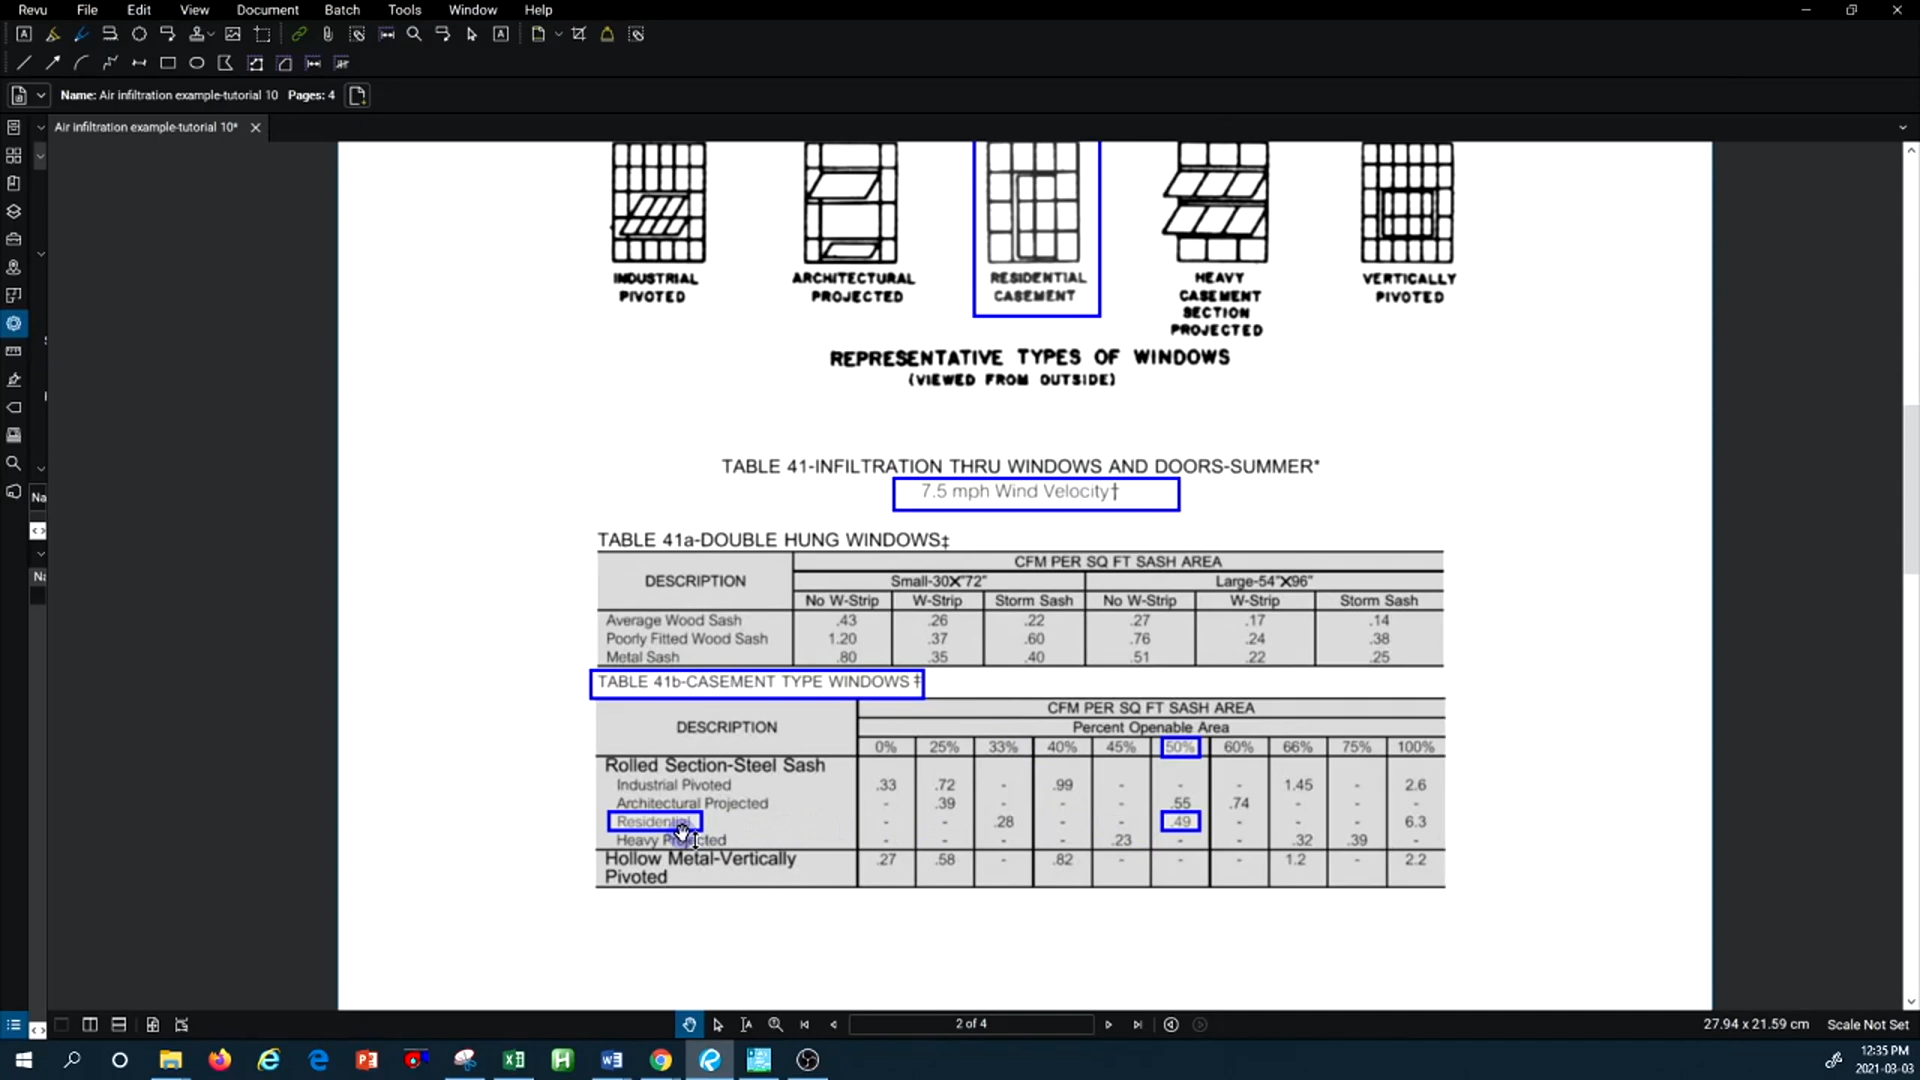 Revu File Edit View Document Batch Tools Window Help
Name: Air infiltration example-tutorial 10 Pages: 4
Air infiltration example-tutorial 10*
INDUSTRIAL PIVOTED
ARCHITECTURAL PROJECTED
RESIDENTIAL CASEMENT
HEAVY CASEMENT SECTION PROJECTED
VERTICALLY PIVOTED
REPRESENTATIVE TYPES OF WINDOWS
(VIEWED FROM OUTSIDE)
TABLE 41-INFILTRATION THRU WINDOWS AND DOORS-SUMMER*
7.5 mph Wind Velocity†
TABLE 41a-DOUBLE HUNG WINDOWS‡
CFM PER SQ FT SASH AREA
DESCRIPTION Small-30X"72" Large-54"X96"
No W-Strip W-Strip Storm Sash No W-Strip W-Strip Storm Sash
Average Wood Sash .43 .26 .22 .27 .17 .14
Poorly Fitted Wood Sash 1.20 .37 .60 .76 .24 .38
Metal Sash .80 .35 .40 .51 .22 .25
TABLE 41b-CASEMENT TYPE WINDOWS ‡
CFM PER SQ FT SASH AREA
DESCRIPTION Percent Openable Area
0% 25% 33% 40% 45% 50% 60% 66% 75% 100%
Rolled Section-Steel Sash
Industrial Pivoted .33 .72 - .99 - - - 1.45 - 2.6
Architectural Projected - .39 - - - .55 .74 - - -
Residential - - .28 - - .49 - - - 6.3
Heavy Projected - - - - .23 - - .32 .39 -
Hollow Metal-Vertically Pivoted .27 .58 - .82 - - - 1.2 - 2.2
Na
Na
2 of 4
27.94 x 21.59 cm Scale Not Set
12:35 PM
2021-03-03